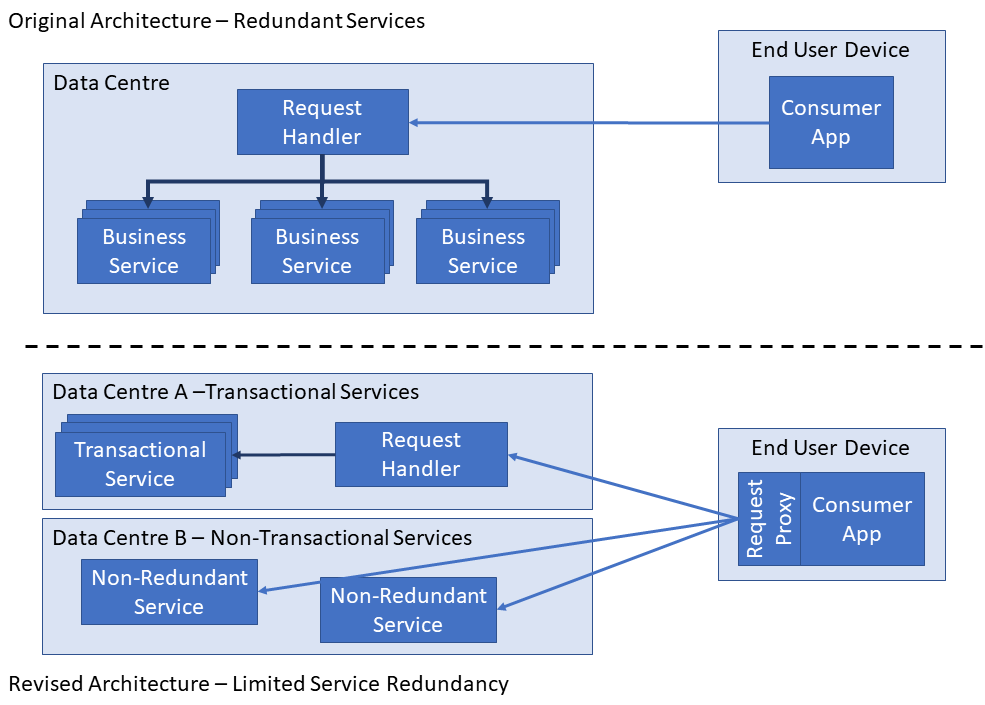 Original Architecture – Redundant Services
End User Device
Data Centre
Request
Handler
Consumer
App
Business
Service
Business
Service
Business
Service
Data Centre A –Transactional Services
Transactional
Service
Request
Handler
End User Device
Request
Proxy
Consumer
App
Data Centre B – Non-Transactional Services
Non-Redundant
Service
Non-Redundant
Service
Revised Architecture – Limited Service Redundancy